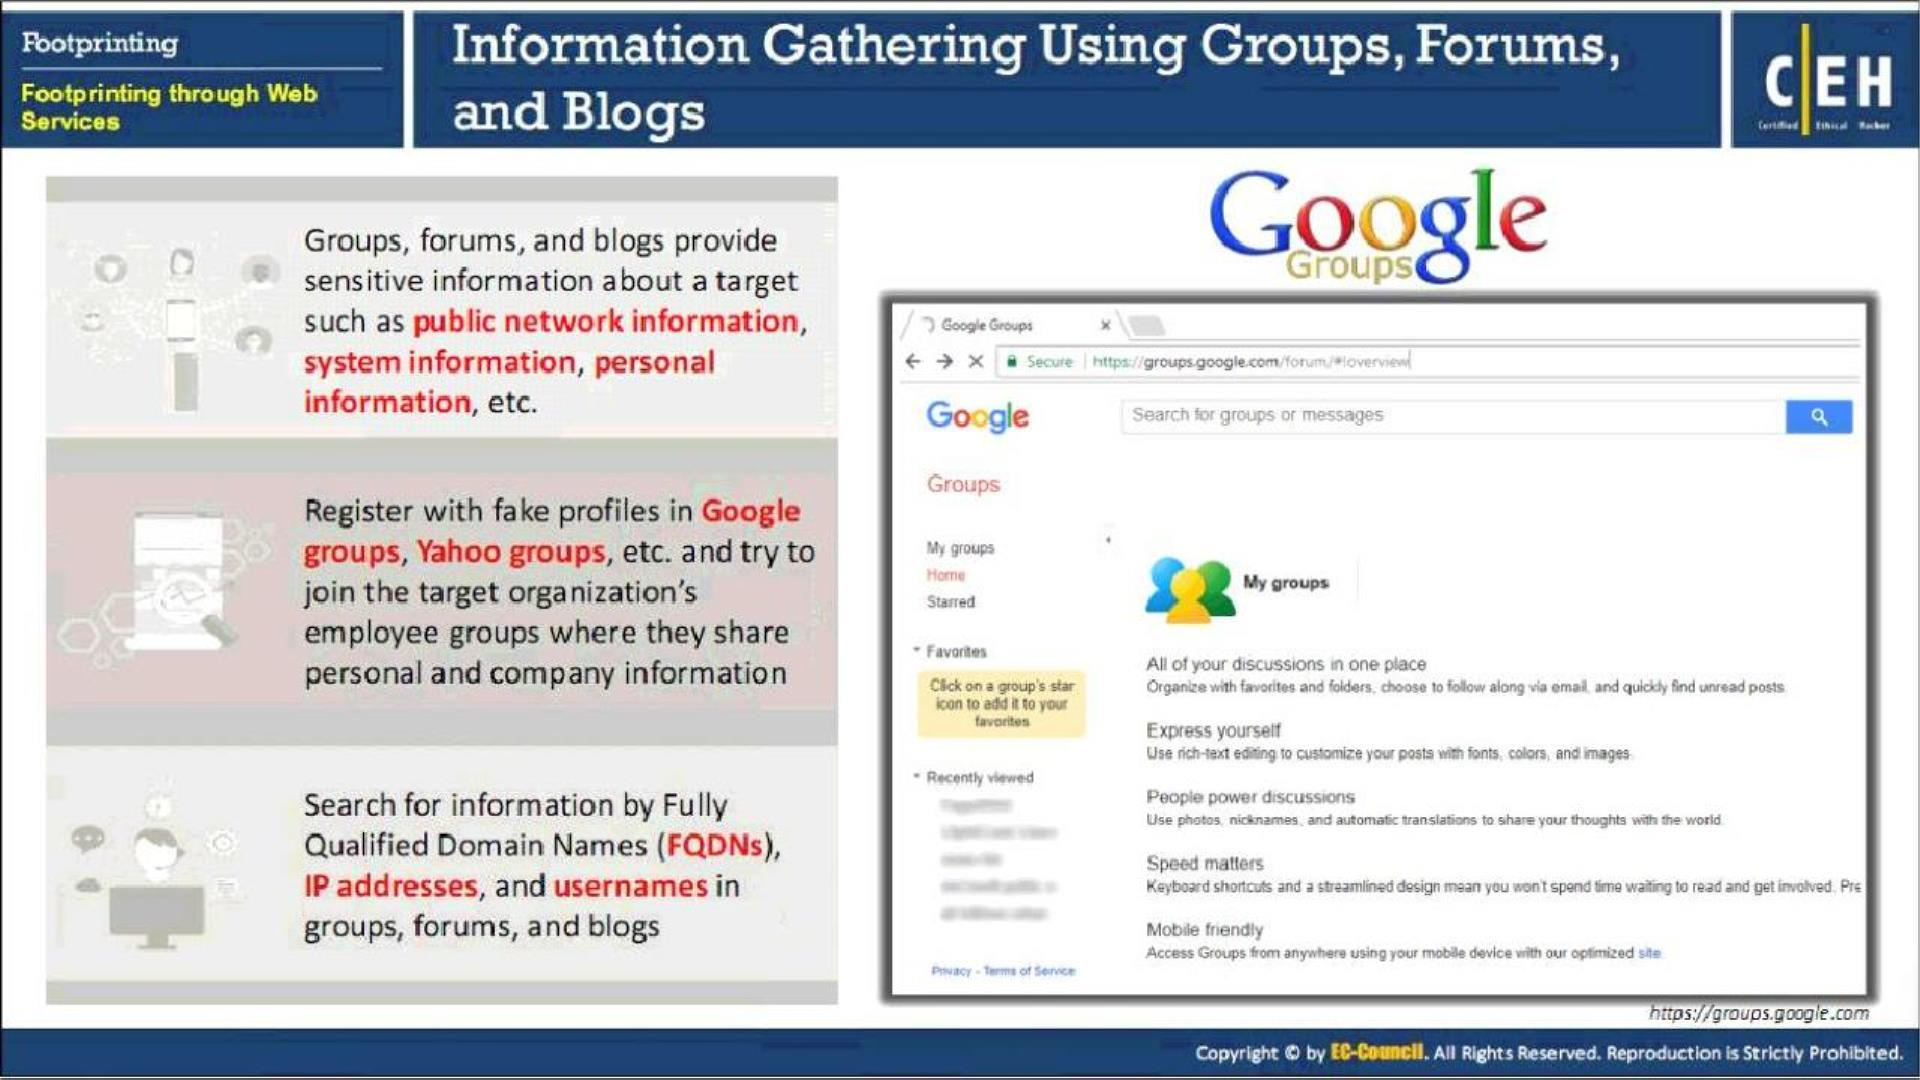 Footprinting
Footprinting through Web
Services
Information Gathering Using Groups, Forums,
and Blogs
C|EH
Certified Ethical Hacker
Groups, forums, and blogs provide
sensitive information about a target
such as public network information,
system information, personal
information, etc.
Register with fake profiles in Google
groups, Yahoo groups, etc. and try to
join the target organization's
employee groups where they share
personal and company information
Search for information by Fully
Qualified Domain Names (FQDNs),
IP addresses, and usernames in
groups, forums, and blogs
Google
Groups
Google Groups
Secure | https://groups.google.com/forum/#!overview
Google
Search for groups or messages
Groups
My groups
Home
Starred
Favorites
Click on a group's star
icon to add it to your
favorites
Recently viewed
Privacy - Terms of Service
My groups
All of your discussions in one place
Organize with favorites and folders, choose to follow along via email, and quickly find unread posts.
Express yourself
Use rich-text editing to customize your posts with fonts, colors, and images.
People power discussions
Use photos, nicknames, and automatic translations to share your thoughts with the world.
Speed matters
Keyboard shortcuts and a streamlined design mean you won't spend time waiting to read and get involved. Pre
Mobile friendly
Access Groups from anywhere using your mobile device with our optimized site.
https://groups.google.com
Copyright © by EC-Council. All Rights Reserved. Reproduction is Strictly Prohibited.